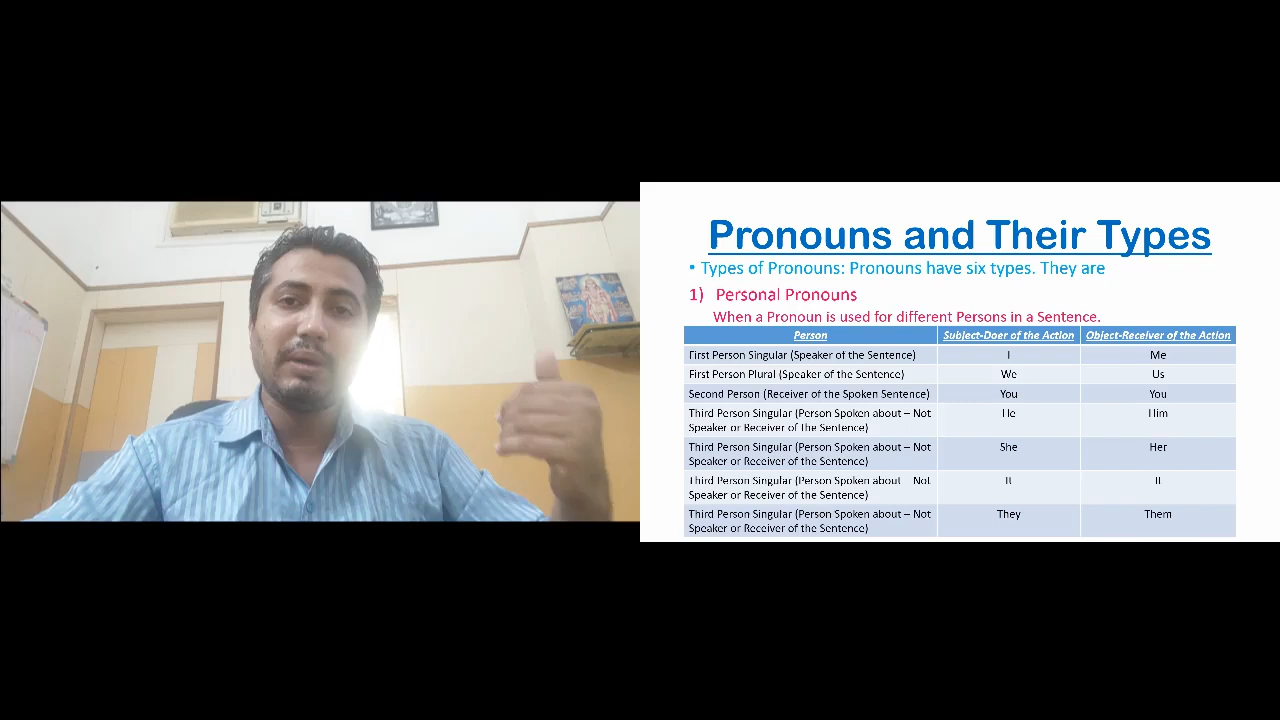 Pronouns and Their Types
• Types of Pronouns: Pronouns have six types. They are
1) Personal Pronouns
When a Pronoun is used for different Persons in a Sentence.
Person Subject-Doer of the Action Object-Receiver of the Action
First Person Singular (Speaker of the Sentence) I Me
First Person Plural (Speaker of the Sentence) We Us
Second Person (Receiver of the Spoken Sentence) You You
Third Person Singular (Person Spoken about – Not He Him
Speaker or Receiver of the Sentence)
Third Person Singular (Person Spoken about – Not She Her
Speaker or Receiver of the Sentence)
Third Person Singular (Person Spoken about – Not It It
Speaker or Receiver of the Sentence)
Third Person Singular (Person Spoken about – Not They Them
Speaker or Receiver of the Sentence)